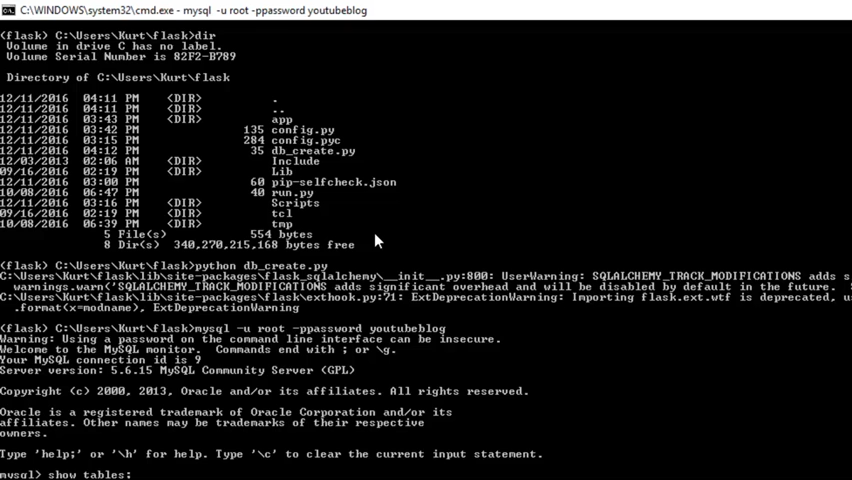 C:\WINDOWS\system32\cmd.exe - mysql -u root -ppassword youtubeblog
(flask) C:\Users\Kurt\flask>dir
Volume in drive C has no label.
Volume Serial Number is 82F2-B789
Directory of C:\Users\Kurt\flask
12/11/2016 04:11 PM <DIR> .
12/11/2016 04:11 PM <DIR> ..
12/11/2016 03:43 PM <DIR> app
12/11/2016 03:42 PM 135 config.py
12/11/2016 03:15 PM 284 config.pyc
12/11/2016 04:12 PM 35 db_create.py
12/03/2013 02:06 AM <DIR> Include
09/16/2016 02:19 PM <DIR> Lib
12/11/2016 03:00 PM 60 pip-selfcheck.json
10/08/2016 06:47 PM 40 run.py
12/11/2016 03:16 PM <DIR> Scripts
09/16/2016 02:19 PM <DIR> tcl
10/08/2016 06:39 PM <DIR> tmp
5 File(s) 554 bytes
8 Dir(s) 340,270,215,168 bytes free
(flask) C:\Users\Kurt\flask>python db_create.py
C:\Users\Kurt\flask\lib\site-packages\flask_sqlalchemy\__init__.py:800: UserWarning: SQLALCHEMY_TRACK_MODIFICATIONS adds s
warnings.warn('SQLALCHEMY_TRACK_MODIFICATIONS adds significant overhead and will be disabled by default in the future. S
C:\Users\Kurt\flask\lib\site-packages\flask\exthook.py:71: ExtDeprecationWarning: Importing flask.ext.wtf is deprecated, u
.format(x=modname), ExtDeprecationWarning
(flask) C:\Users\Kurt\flask>mysql -u root -ppassword youtubeblog
Warning: Using a password on the command line interface can be insecure.
Welcome to the MySQL monitor. Commands end with ; or \g.
Your MySQL connection id is 9
Server version: 5.6.15 MySQL Community Server (GPL)
Copyright (c) 2000, 2013, Oracle and/or its affiliates. All rights reserved.
Oracle is a registered trademark of Oracle Corporation and/or its
affiliates. Other names may be trademarks of their respective
owners.
Type 'help;' or '\h' for help. Type '\c' to clear the current input statement.
mysql> show tables;